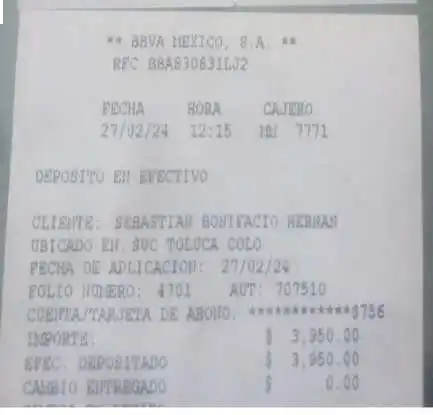 ** BBVA MEXICO, S.A. **
RFC BBA830831LJ2
FECHA HORA CAJERO
27/02/24 12:15 7771
DEPOSITO EN EFECTIVO
CLIENTE: SEBASTIAN BONIFACIO HERNAN
UBICADO EN SUC TOLUCA COLO
FECHA DE APLICACION: 27/02/24
FOLIO NUMERO: 4701 AUT: 707510
CUENTA/TARJETA DE ABONO:
IMPORTE: $ 3,950.00
EFEC. DEPOSITADO $ 3,950.00
CAMBIO ENTREGADO $ 0.00